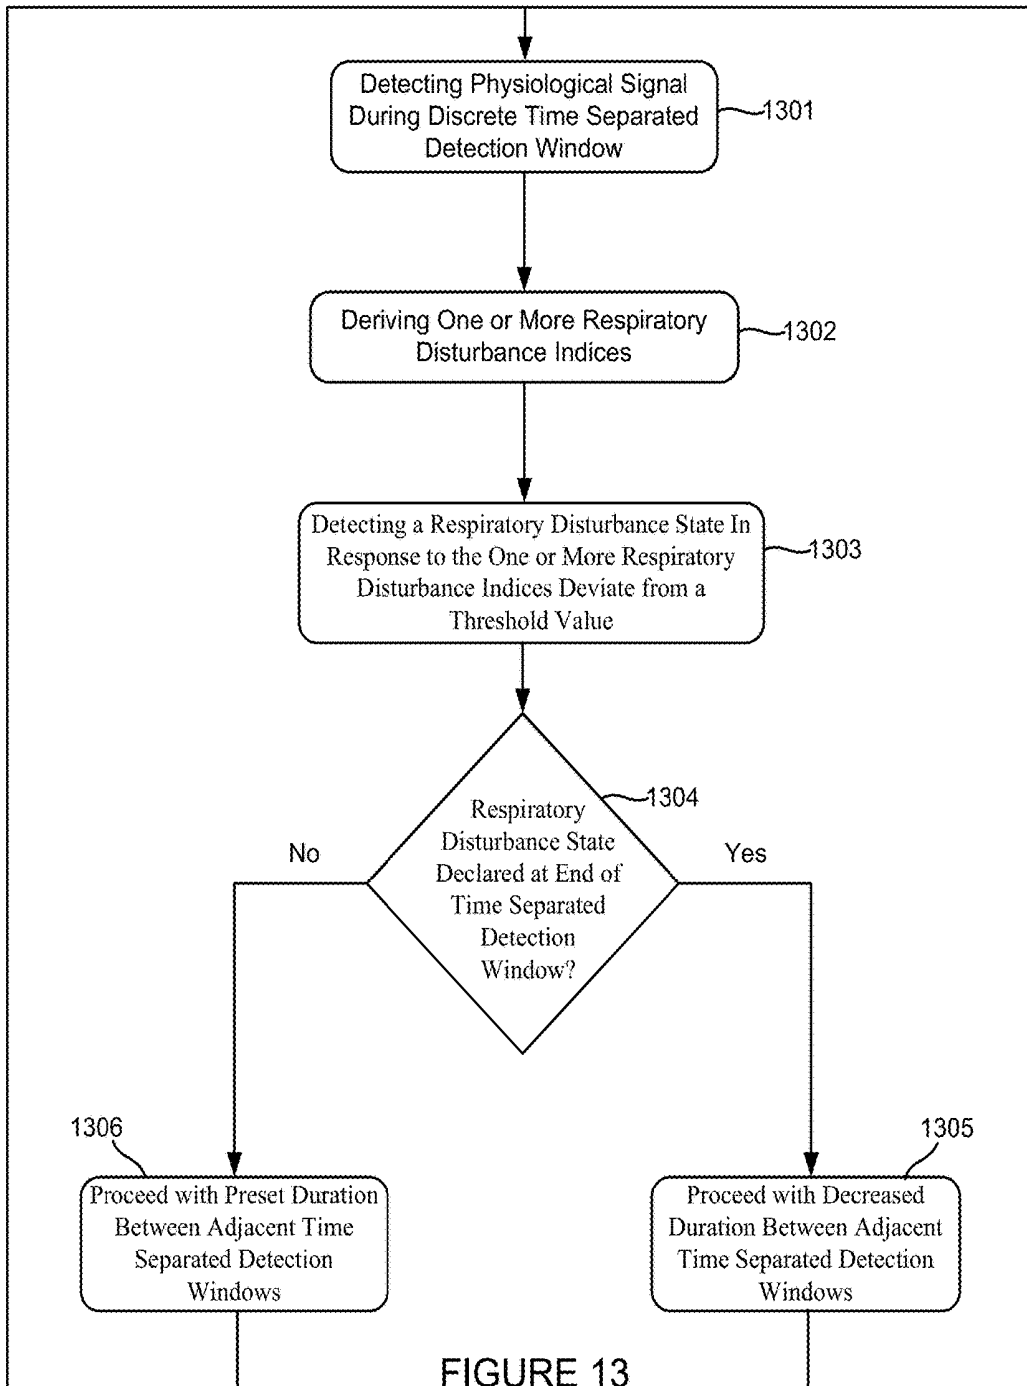 Detecting Physiological Signal
During Discrete Time Separated
Detection Window
1301
Deriving One or More Respiratory
Disturbance Indices
1302
Detecting a Respiratory Disturbance State In
Response to the One or More Respiratory
Disturbance Indices Deviate from a
Threshold Value
1303
Respiratory
Disturbance State
Declared at End of
Time Separated
Detection
Window?
1304
No
Yes
1306
Proceed with Preset Duration
Between Adjacent Time
Separated Detection
Windows
1305
Proceed with Decreased
Duration Between Adjacent
Time Separated Detection
Windows
FIGURE 13